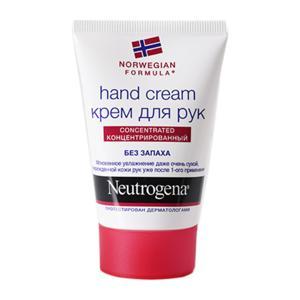 NORWEGIAN
FORMULA
hand cream
крем для рук
CONCENTRATED
КОНЦЕНТРИРОВАННЫЙ
БЕЗ ЗАПАХА
Мгновенное увлажнение даже очень сухой,
поврежденной кожи рук уже после 1-ого применения
Neutrogena
ПРОТЕСТИРОВАН ДЕРМАТОЛОГАМИ